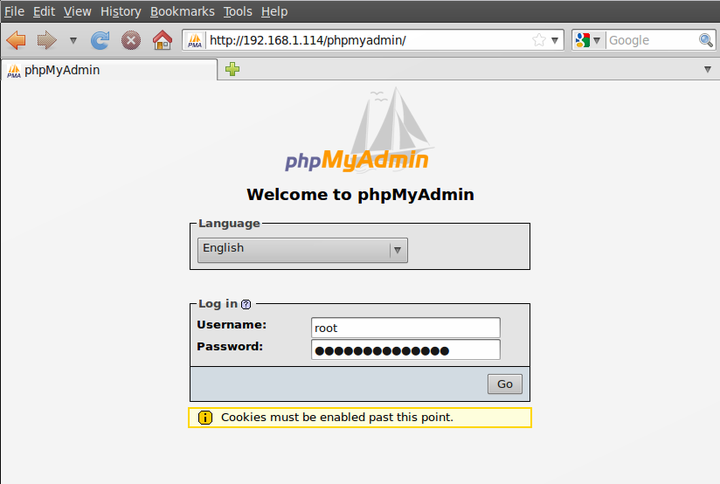 File Edit View History Bookmarks Tools Help
PMA http://192.168.1.114/phpmyadmin/ Google
PMA phpMyAdmin
phpMyAdmin
Welcome to phpMyAdmin
Language
English
Log in ?
Username: root
Password: ●●●●●●●●●●●●●●
Go
i Cookies must be enabled past this point.